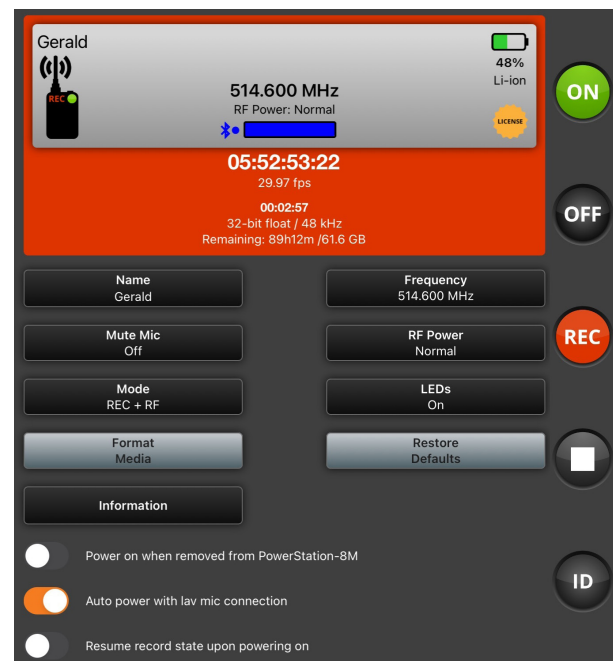 Gerald
48%
Li-ion
REC
514.600 MHz
RF Power: Normal
LICENSE
ON
05:52:53:22
29.97 fps
00:02:57
32-bit float / 48 kHz
Remaining: 89h12m /61.6 GB
OFF
Name
Gerald
Frequency
514.600 MHz
Mute Mic
Off
RF Power
Normal
REC
Mode
REC + RF
LEDs
On
Format
Media
Restore
Defaults
Information
Power on when removed from PowerStation-8M
ID
Auto power with lav mic connection
Resume record state upon powering on